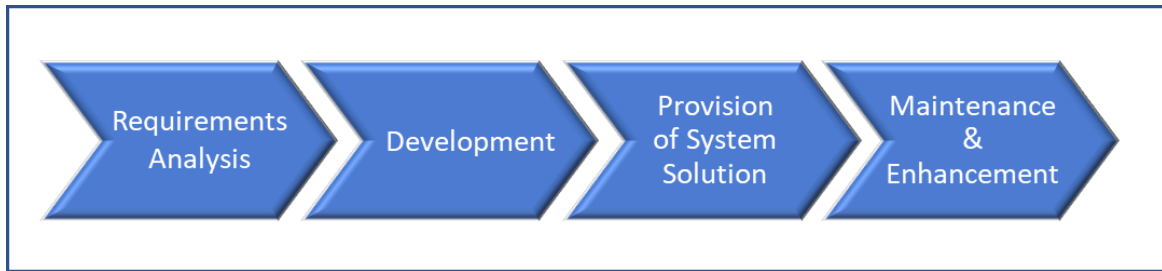 Requirements
Analysis
Development
Provision
of System
Solution
Maintenance
&
Enhancement